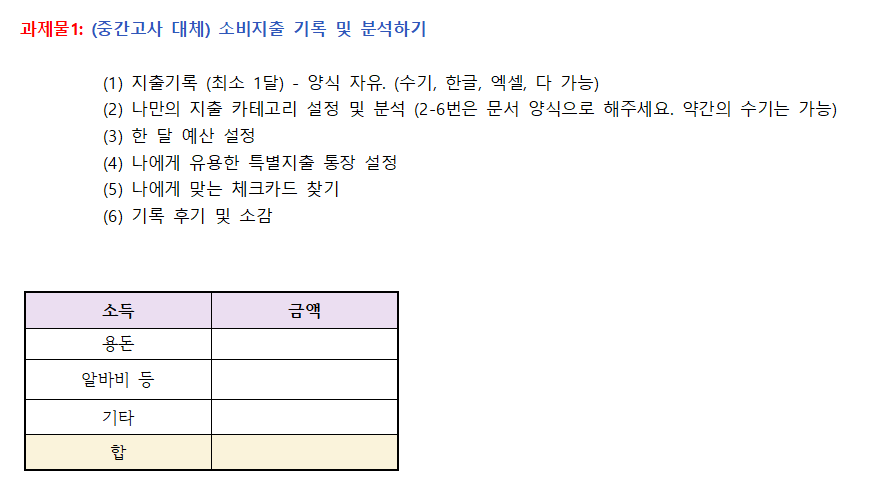 과제물1: (중간고사 대체) 소비지출 기록 및 분석하기
(1) 지출기록 (최소 1달) - 양식 자유. (수기, 한글, 엑셀, 다 가능)
(2) 나만의 지출 카테고리 설정 및 분석 (2-6번은 문서 양식으로 해주세요. 약간의 수기는 가능)
(3) 한 달 예산 설정
(4) 나에게 유용한 특별지출 통장 설정
(5) 나에게 맞는 체크카드 찾기
(6) 기록 후기 및 소감
소득 금액
용돈
알바비 등
기타
합